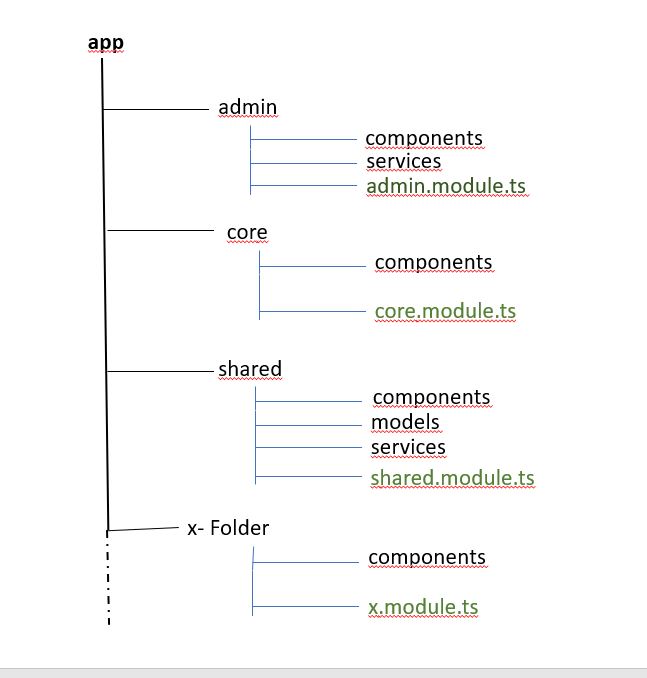 app
admin
components
services
admin.module.ts
core
components
core.module.ts
shared
components
models
services
shared.module.ts
x- Folder
components
x.module.ts